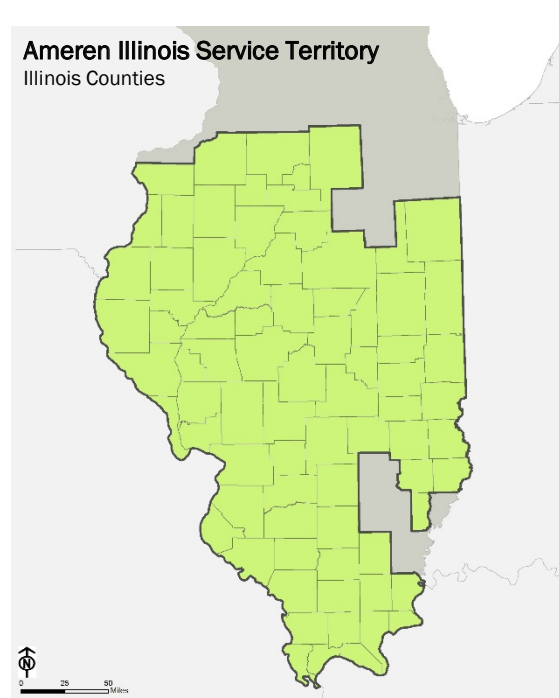 Ameren Illinois Service Territory
Illinois Counties
N
0 25 50
Miles